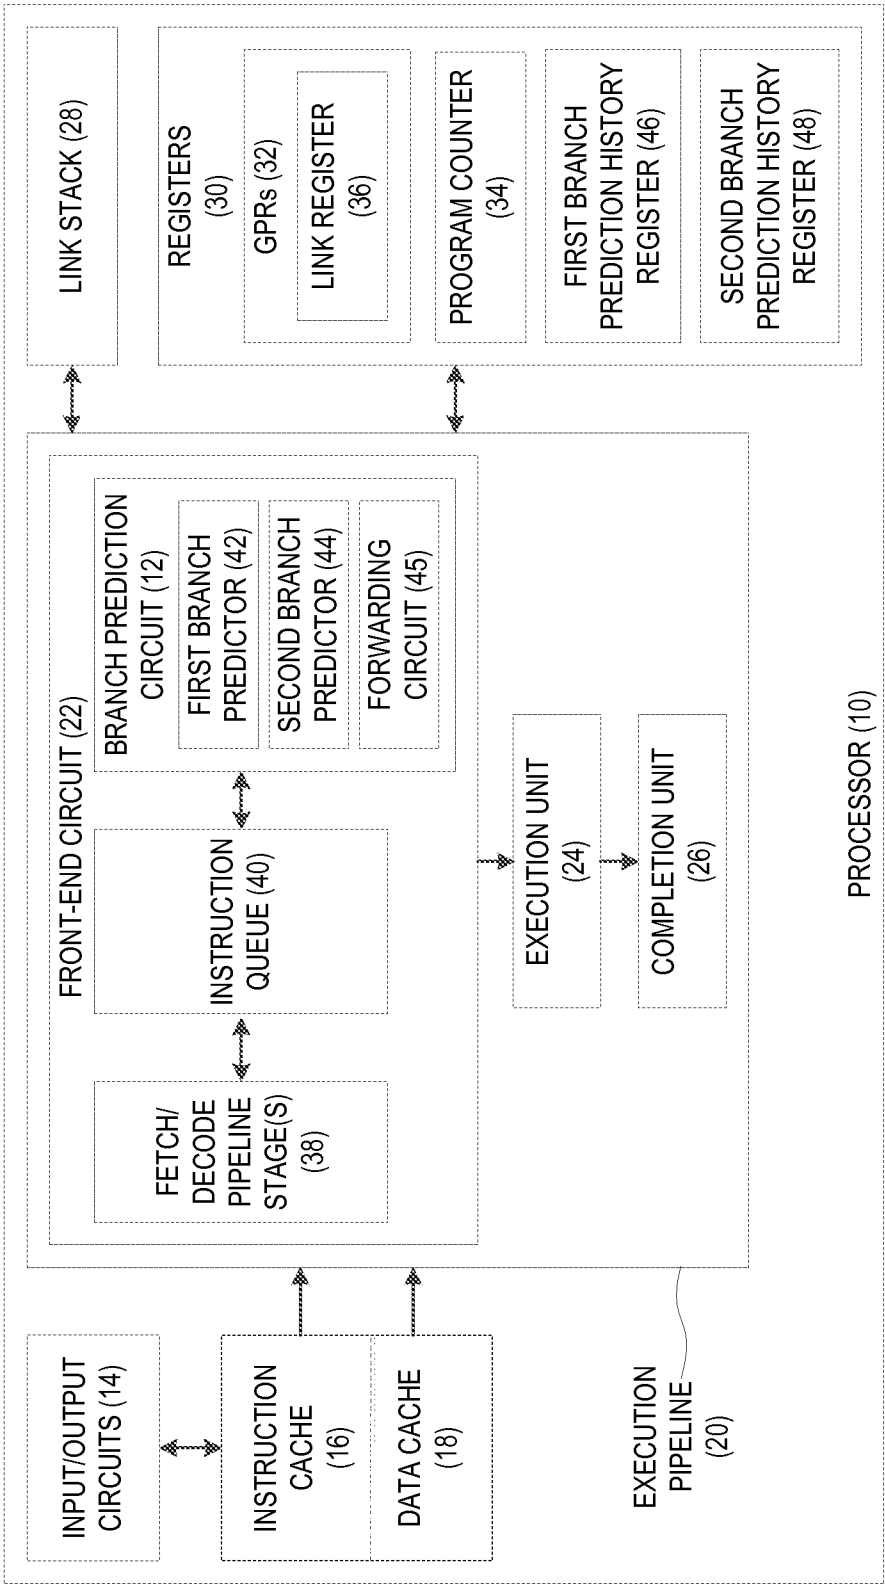 INPUT/OUTPUT
CIRCUITS (14)
INSTRUCTION
CACHE
(16)
DATA CACHE
(18)
EXECUTION
PIPELINE
(20)
FRONT-END CIRCUIT (22)
FETCH/
DECODE
PIPELINE
STAGE(S)
(38)
INSTRUCTION
QUEUE (40)
BRANCH PREDICTION
CIRCUIT (12)
FIRST BRANCH
PREDICTOR (42)
SECOND BRANCH
PREDICTOR (44)
FORWARDING
CIRCUIT (45)
EXECUTION UNIT
(24)
COMPLETION UNIT
(26)
LINK STACK (28)
REGISTERS
(30)
GPRs (32)
LINK REGISTER
(36)
PROGRAM COUNTER
(34)
FIRST BRANCH
PREDICTION HISTORY
REGISTER (46)
SECOND BRANCH
PREDICTION HISTORY
REGISTER (48)
PROCESSOR (10)